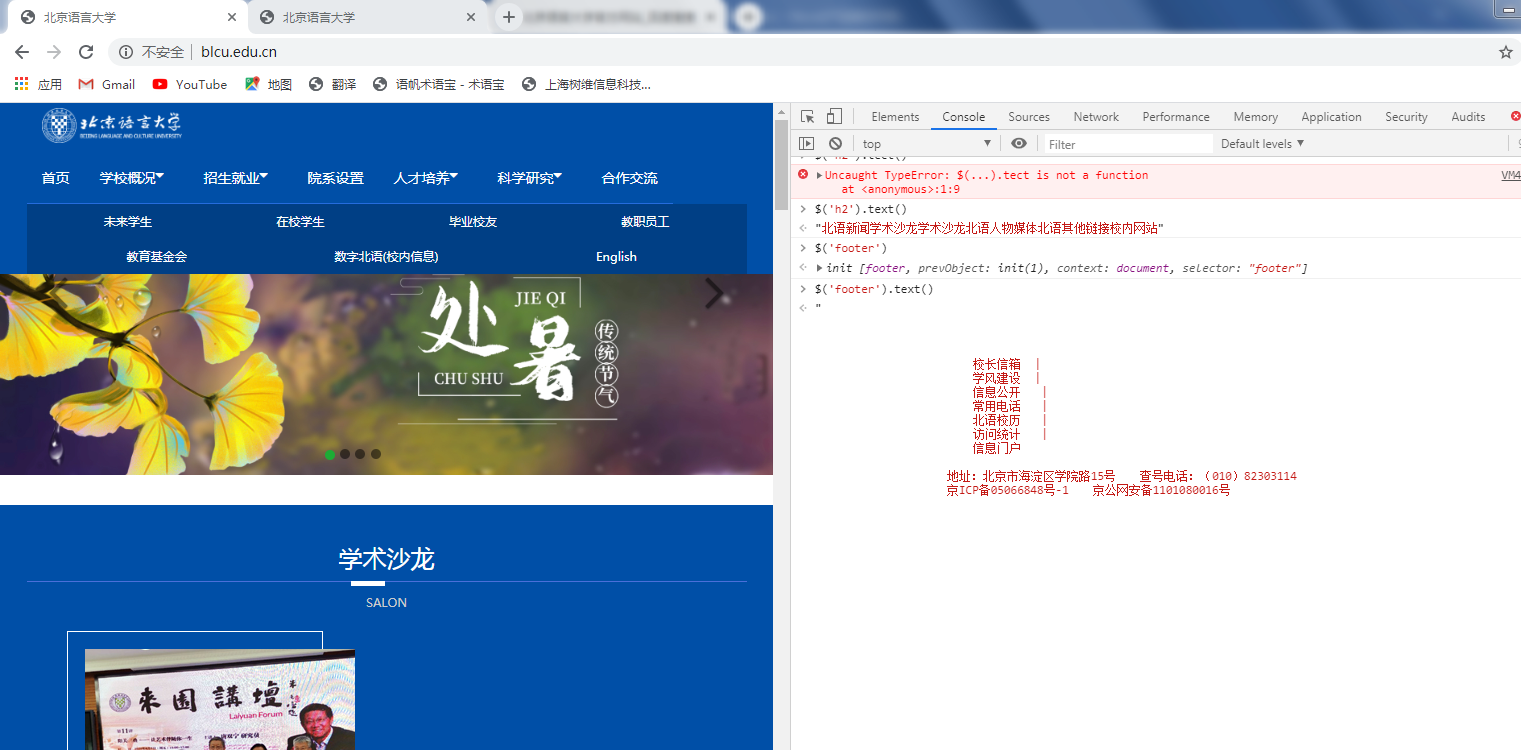 北京语言大学
北京语言大学
不安全 blcu.edu.cn
应用 Gmail YouTube 地图 翻译 语帆术语宝 - 术语宝 上海树维信息科技...
北京语言大学
BEIJING LANGUAGE AND CULTURE UNIVERSITY
首页 学校概况 招生就业 院系设置 人才培养 科学研究 合作交流
未来学生 在校学生 毕业校友 教职员工
教育基金会 数字北语(校内信息) English
JIE QI
处暑
CHU SHU
传统节气
学术沙龙
SALON
来园講壇
Laiyuan Forum
Elements Console Sources Network Performance Memory Application Security Audits
top Filter Default levels
Uncaught TypeError: $(...).tect is not a function VM4
at <anonymous>:1:9
$('h2').text()
"北语新闻学术沙龙学术沙龙北语人物媒体北语其他链接校内网站"
$('footer')
init [footer, prevObject: init(1), context: document, selector: "footer"]
$('footer').text()
"
校长信箱 |
学风建设 |
信息公开 |
常用电话 |
北语校历 |
访问统计 |
信息门户
地址：北京市海淀区学院路15号 查号电话：（010）82303114
京ICP备05066848号-1 京公网安备1101080016号